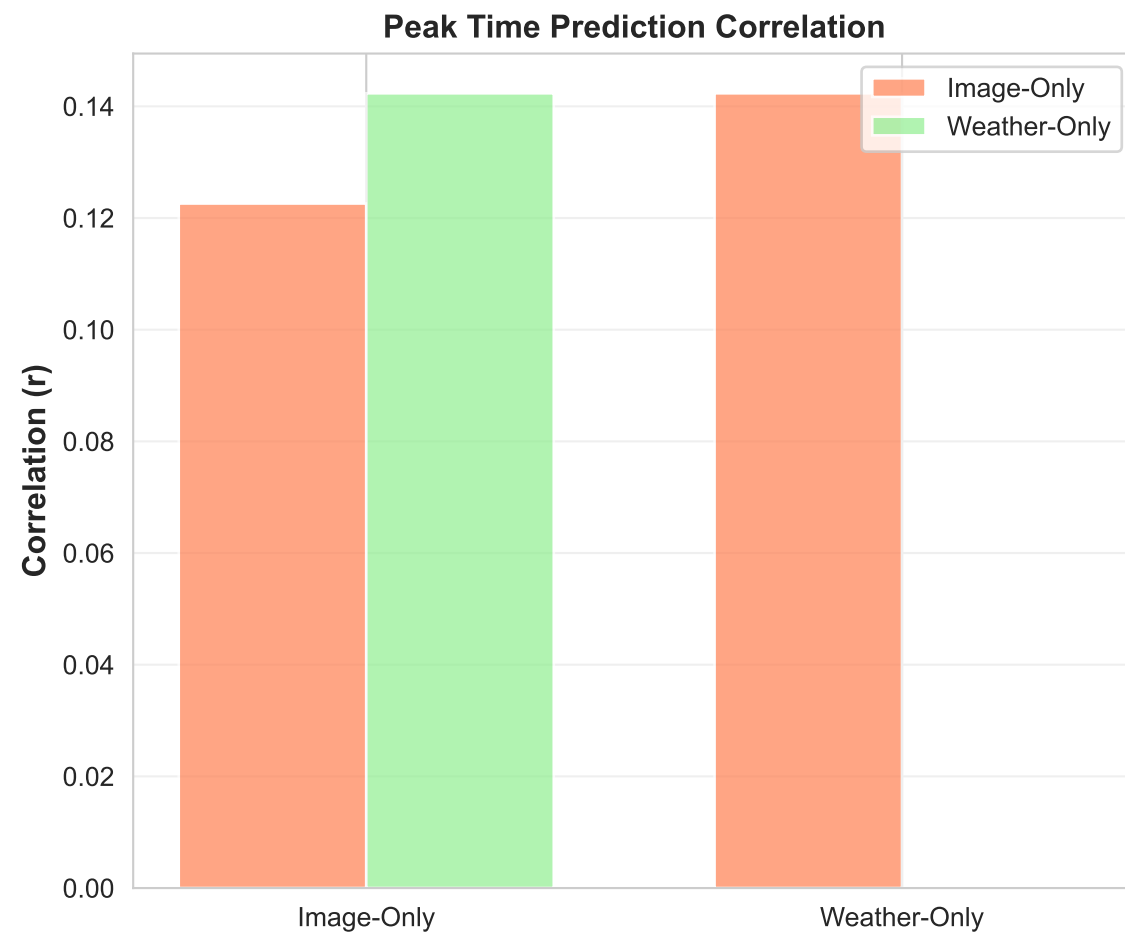 Peak Time Prediction Correlation
Image-Only
Weather-Only
Correlation (r)
0.14
0.12
0.10
0.08
0.06
0.04
0.02
0.00
Image-Only
Weather-Only